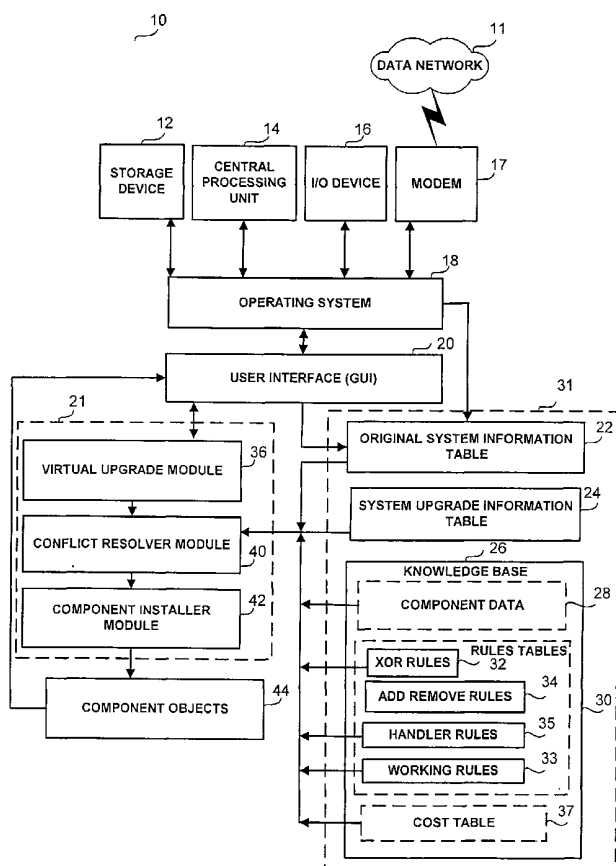 10
11
DATA NETWORK
12
14
16
17
STORAGE
DEVICE
CENTRAL
PROCESSING
UNIT
I/O DEVICE
MODEM
18
OPERATING SYSTEM
20
USER INTERFACE (GUI)
21
31
36
VIRTUAL UPGRADE MODULE
22
ORIGINAL SYSTEM INFORMATION
TABLE
24
SYSTEM UPGRADE INFORMATION
TABLE
CONFLICT RESOLVER MODULE
40
26
KNOWLEDGE BASE
COMPONENT DATA
28
COMPONENT INSTALLER
MODULE
42
RULES TABLES
XOR RULES
32
ADD REMOVE RULES
34
30
COMPONENT OBJECTS
44
HANDLER RULES
35
WORKING RULES
33
COST TABLE
37